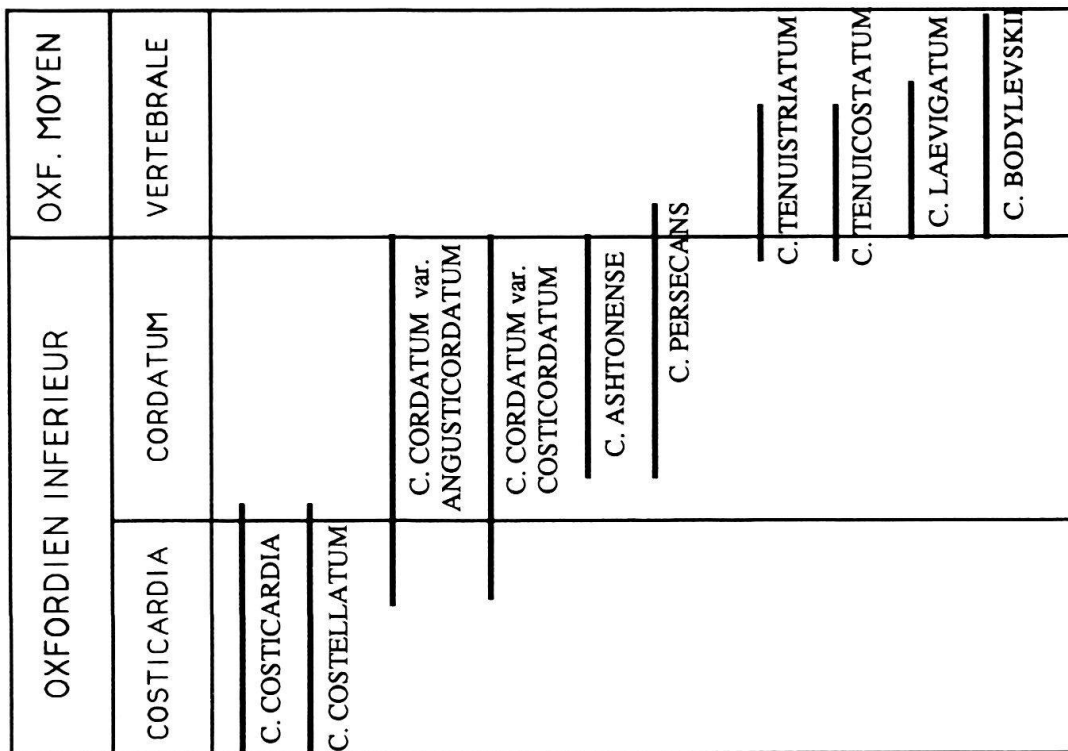 OXF. MOYEN
OXFORDIEN INFERIEUR
VERTEBRALE
CORDATUM
COSTICARDIA
C. COSTICARDIA
C. COSTELLATUM
C. CORDATUM var.
ANGUSTICORDATUM
C. CORDATUM var.
COSTICORDATUM
C. ASHTONENSE
C. PERSECANS
C. TENUISTRIATUM
C. TENUICOSTATUM
C. LAEVIGATUM
C. BODYLEVSKII